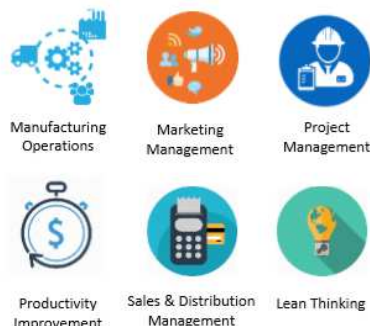 Manufacturing
Operations
Marketing
Management
Project
Management
$
Productivity
Improvement
Sales & Distribution
Management
Lean Thinking